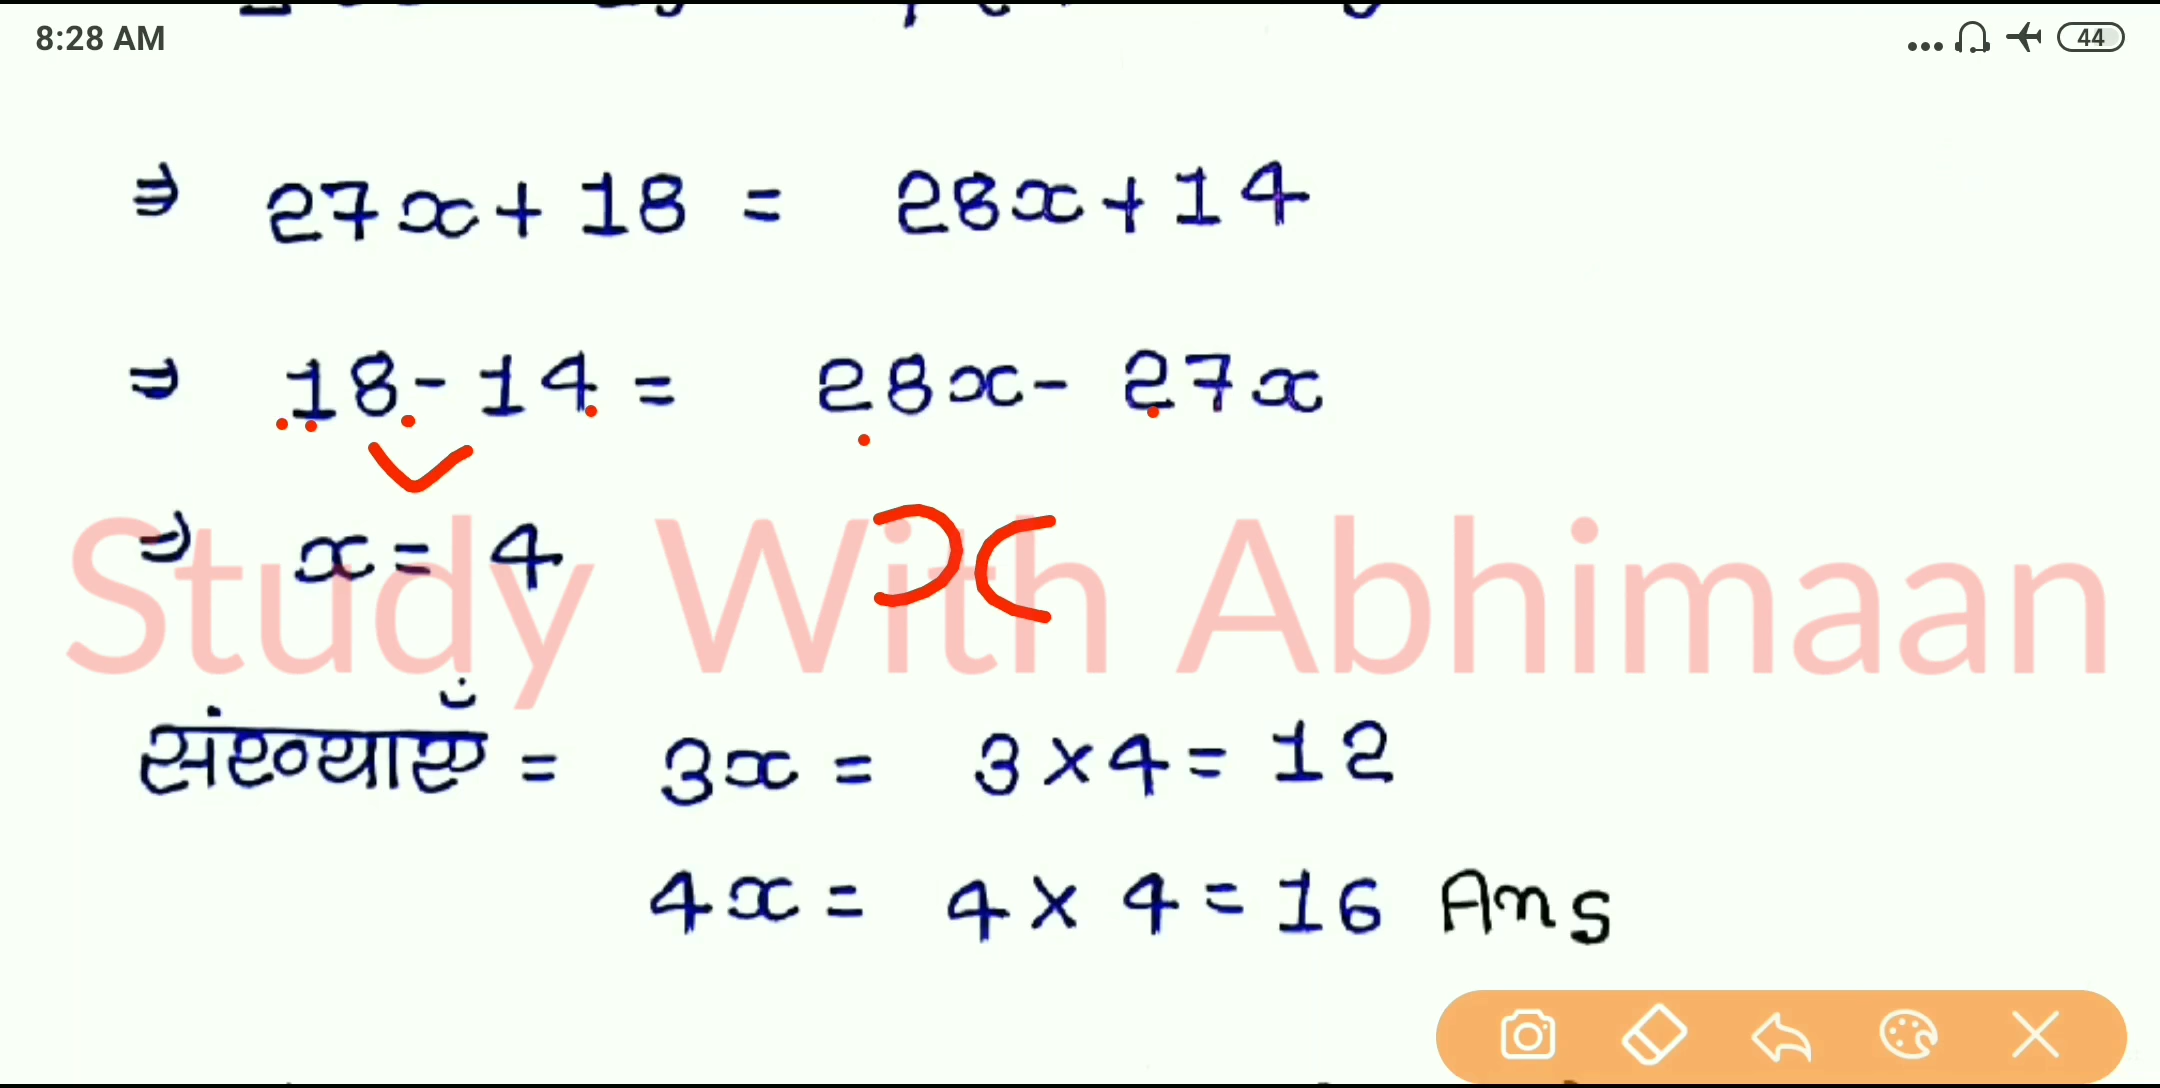 8:28 AM
44
⇒ 27x + 18 = 28x + 14
⇒ 18 - 14 = 28x - 27x
⇒ x = 4
x
Study With Abhimaan
संख्याएँ = 3x = 3 × 4 = 12
4x = 4 × 4 = 16 Ans